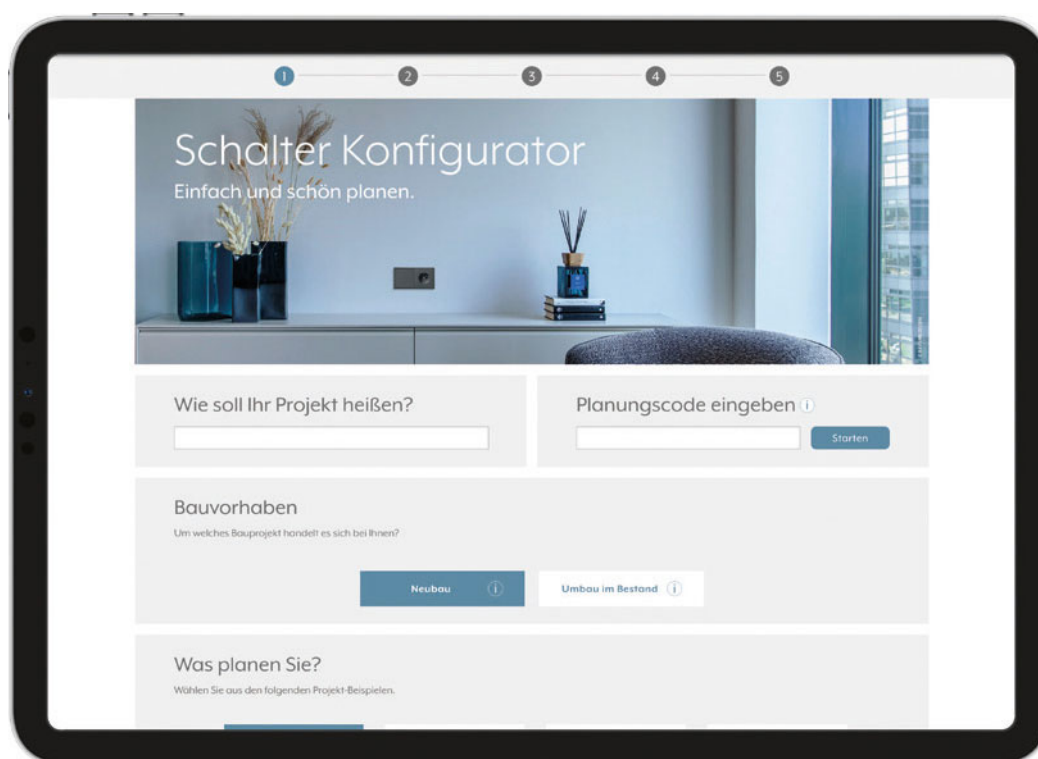 1 2 3 4 5
Schalter Konfigurator
Einfach und schön planen.
Wie soll Ihr Projekt heißen?
Planungscode eingeben i
Starten
Bauvorhaben
Um welches Bauprojekt handelt es sich bei Ihnen?
Neubau i
Umbau im Bestand i
Was planen Sie?
Wählen Sie aus den folgenden Projekt-Beispielen.